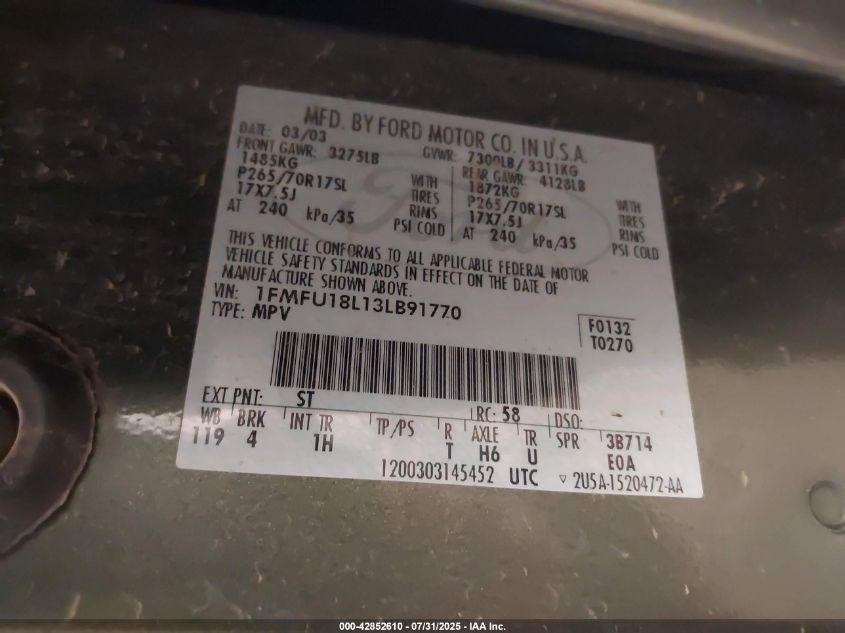 MFD. BY FORD MOTOR CO. IN U.S.A.
DATE: 03/03 GVWR: 7300LB/ 3311KG
FRONT GAWR: 3275LB REAR GAWR: 4128LB
1485KG WITH 1872KG WITH
P265/70R17SL TIRES P265/70R17SL TIRES
17X7.5J RIMS 17X7.5J RIMS
AT 240 kPa/35 PSI COLD AT 240 kPa/35 PSI COLD
Ford
THIS VEHICLE CONFORMS TO ALL APPLICABLE FEDERAL MOTOR
VEHICLE SAFETY STANDARDS IN EFFECT ON THE DATE OF
MANUFACTURE SHOWN ABOVE.
VIN: 1FMFU18L13LB91770
TYPE: MPV
F0132
T0270
EXT PNT: ST RC: 58 DSO:
WB BRK INT TR TP/PS R AXLE TR SPR 3B714
119 4 1H T H6 U E0A
1200303145452 UTC ▽ 2U5A-1520472-AA
000-42852610 - 07/31/2025 - IAA Inc.